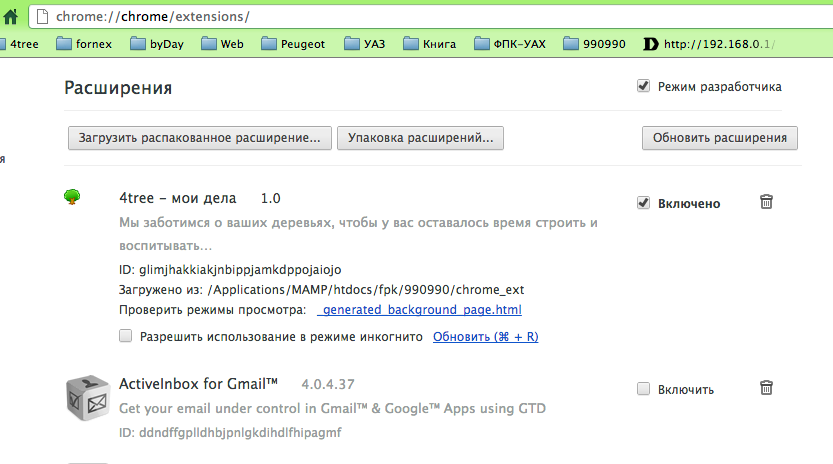 chrome://chrome/extensions/
4tree fornex byDay Web Peugeot УАЗ Книга ФПК-УАХ 990990 http://192.168.0.1/
Расширения Режим разработчика
Загрузить распакованное расширение... Упаковка расширений... Обновить расширения
я
4tree - мои дела 1.0 Включено
Мы заботимся о ваших деревьях, чтобы у вас оставалось время строить и
воспитывать...
ID: glimjhakkiakjnbippjamkdppojaiojo
Загружено из: /Applications/MAMP/htdocs/fpk/990990/chrome_ext
Проверить режимы просмотра: _generated_background_page.html
Разрешить использование в режиме инкогнито Обновить (⌘ + R)
ActiveInbox for Gmail™ 4.0.4.37 Включить
Get your email under control in Gmail™ & Google™ Apps using GTD
ID: ddndffgplldhbjpnlgkdihdlfhipagmf